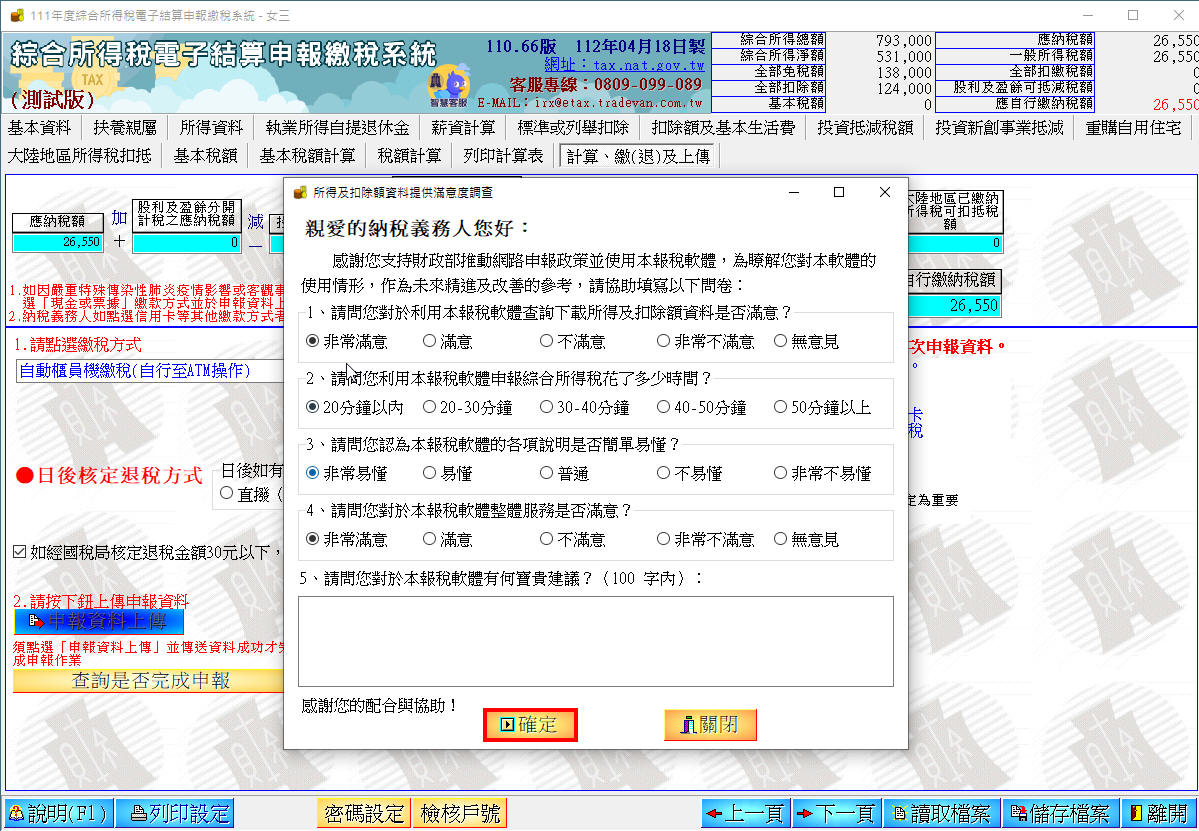 111年度綜合所得稅電子結算申報繳稅系統 - 女三
綜合所得稅電子結算申報繳稅系統
TAX
(測試版)
智慧客服
110.66版 112年04月18日製
網址：tax.nat.gov.tw
客服專線：0809-099-089
E-MAIL：irx@etax.tradevan.com.tw
綜合所得總額 793,000 應納稅額 26,550
綜合所得淨額 531,000 一般所得稅額 26,550
全部免稅額 138,000 全部扣繳稅額 0
全部扣除額 124,000 股利及盈餘可抵減稅額 0
基本稅額 0 應自行繳納稅額 26,550
基本資料 扶養親屬 所得資料 執業所得自提退休金 薪資計算 標準或列舉扣除 扣除額及基本生活費 投資抵減稅額 投資新創事業抵減 重購自用住宅
大陸地區所得稅扣抵 基本稅額 基本稅額計算 稅額計算 列印計算表 計算、繳(退)及上傳
應納稅額
26,550
加
＋
股利及盈餘分開
計稅之應納稅額
0
減
－
大陸地區已繳納
所得稅可扣抵稅
額
0
自行繳納稅額
26,550
1.如因嚴重特殊傳染性肺炎疫情影響或客觀事
選「現金或票據」繳款方式並於申報資料上
2.納稅義務人如點選信用卡等其他繳款方式者
1.請點選繳稅方式
自動櫃員機繳稅(自行至ATM操作)
次申報資料。
。
卡
稅
●日後核定退稅方式
日後如有
直撥（
定為重要
如經國稅局核定退稅金額30元以下，
2.請按下鈕上傳申報資料
申報資料上傳
須點選「申報資料上傳」並傳送資料成功才完
成申報作業
查詢是否完成申報
所得及扣除額資料提供滿意度調查
親愛的納稅義務人您好：
感謝您支持財政部推動網路申報政策並使用本報稅軟體，為瞭解您對本軟體的
使用情形，作為未來精進及改善的參考，請協助填寫以下問卷：
1、請問您對於利用本報稅軟體查詢下載所得及扣除額資料是否滿意？
非常滿意 滿意 不滿意 非常不滿意 無意見
2、請問您利用本報稅軟體申報綜合所得稅花了多少時間？
20分鐘以內 20-30分鐘 30-40分鐘 40-50分鐘 50分鐘以上
3、請問您認為本報稅軟體的各項說明是否簡單易懂？
非常易懂 易懂 普通 不易懂 非常不易懂
4、請問您對於本報稅軟體整體服務是否滿意？
非常滿意 滿意 不滿意 非常不滿意 無意見
5、請問您對於本報稅軟體有何寶貴建議？（100 字內）：
感謝您的配合與協助！
確定
關閉
說明(F1) 列印設定 密碼設定 檢核戶號 上一頁 下一頁 讀取檔案 儲存檔案 離開